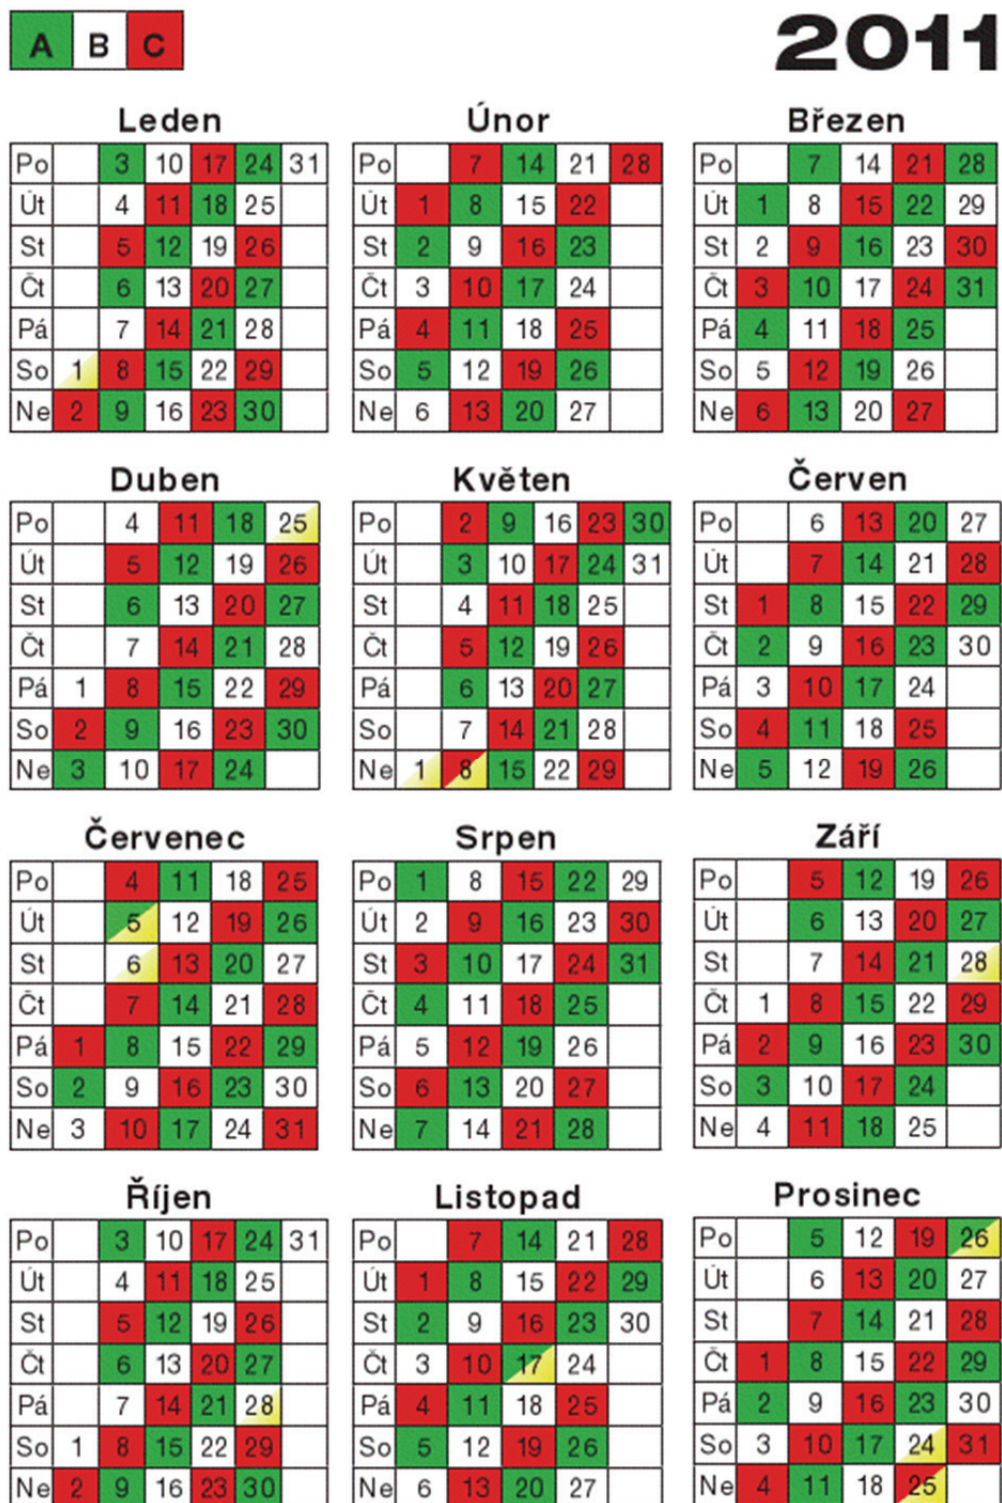 A B C 2011
Leden Únor Březen
Po 3 10 17 24 31 Po 7 14 21 28 Po 7 14 21 28
Út 4 11 18 25 Út 1 8 15 22 Út 1 8 15 22 29
St 5 12 19 26 St 2 9 16 23 St 2 9 16 23 30
Čt 6 13 20 27 Čt 3 10 17 24 Čt 3 10 17 24 31
Pá 7 14 21 28 Pá 4 11 18 25 Pá 4 11 18 25
So 1 8 15 22 29 So 5 12 19 26 So 5 12 19 26
Ne 2 9 16 23 30 Ne 6 13 20 27 Ne 6 13 20 27
Duben Květen Červen
Po 4 11 18 25 Po 2 9 16 23 30 Po 6 13 20 27
Út 5 12 19 26 Út 3 10 17 24 31 Út 7 14 21 28
St 6 13 20 27 St 4 11 18 25 St 1 8 15 22 29
Čt 7 14 21 28 Čt 5 12 19 26 Čt 2 9 16 23 30
Pá 1 8 15 22 29 Pá 6 13 20 27 Pá 3 10 17 24
So 2 9 16 23 30 So 7 14 21 28 So 4 11 18 25
Ne 3 10 17 24 Ne 1 8 15 22 29 Ne 5 12 19 26
Červenec Srpen Září
Po 4 11 18 25 Po 1 8 15 22 29 Po 5 12 19 26
Út 5 12 19 26 Út 2 9 16 23 30 Út 6 13 20 27
St 6 13 20 27 St 3 10 17 24 31 St 7 14 21 28
Čt 7 14 21 28 Čt 4 11 18 25 Čt 1 8 15 22 29
Pá 1 8 15 22 29 Pá 5 12 19 26 Pá 2 9 16 23 30
So 2 9 16 23 30 So 6 13 20 27 So 3 10 17 24
Ne 3 10 17 24 31 Ne 7 14 21 28 Ne 4 11 18 25
Říjen Listopad Prosinec
Po 3 10 17 24 31 Po 7 14 21 28 Po 5 12 19 26
Út 4 11 18 25 Út 1 8 15 22 29 Út 6 13 20 27
St 5 12 19 26 St 2 9 16 23 30 St 7 14 21 28
Čt 6 13 20 27 Čt 3 10 17 24 Čt 1 8 15 22 29
Pá 7 14 21 28 Pá 4 11 18 25 Pá 2 9 16 23 30
So 1 8 15 22 29 So 5 12 19 26 So 3 10 17 24 31
Ne 2 9 16 23 30 Ne 6 13 20 27 Ne 4 11 18 25